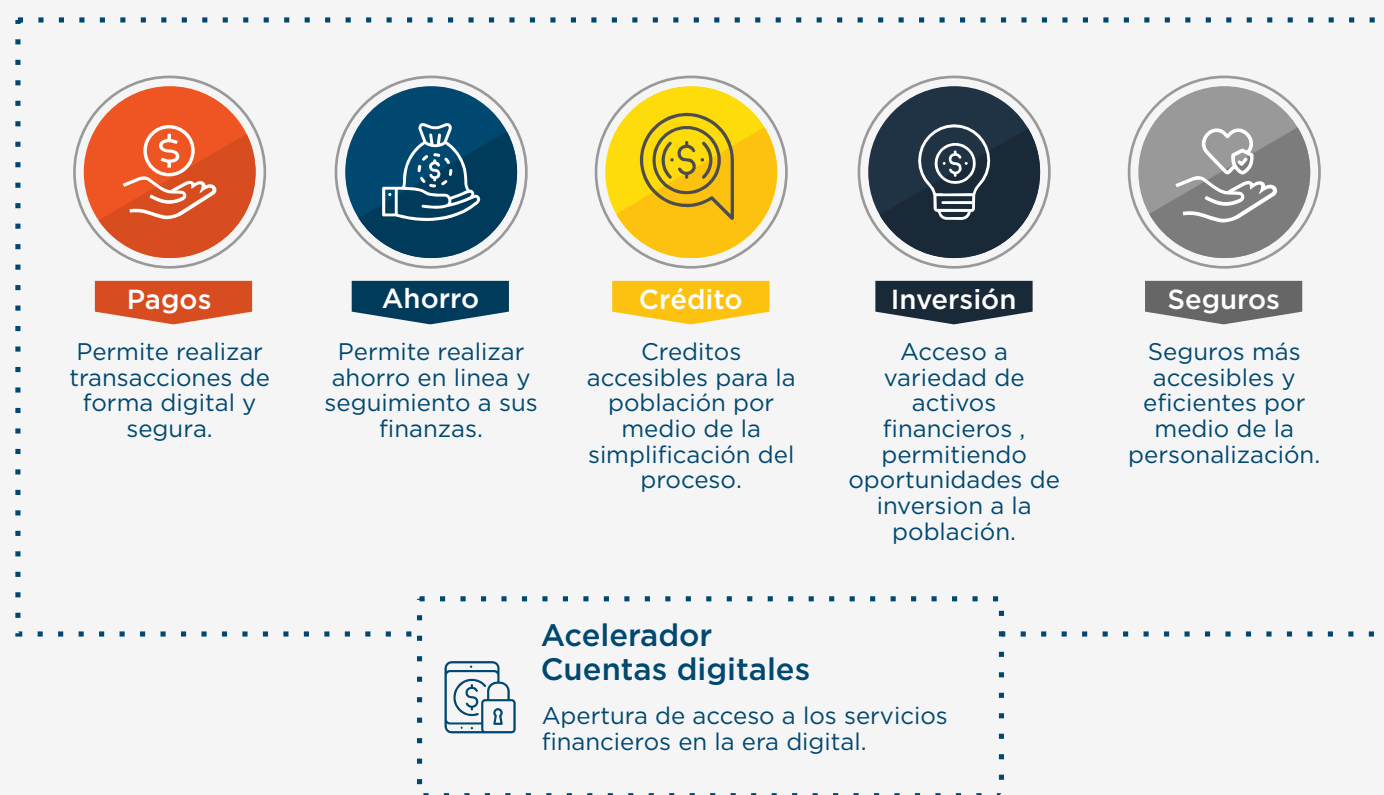 Pagos
Permite realizar
transacciones de
forma digital y
segura.
Ahorro
Permite realizar
ahorro en linea y
seguimiento a sus
finanzas.
Crédito
Creditos
accesibles para la
población por
medio de la
simplificación del
proceso.
Inversión
Acceso a
variedad de
activos
financieros ,
permitiendo
oportunidades de
inversion a la
población.
Seguros
Seguros más
accesibles y
eficientes por
medio de la
personalización.
Acelerador
Cuentas digitales
Apertura de acceso a los servicios
financieros en la era digital.